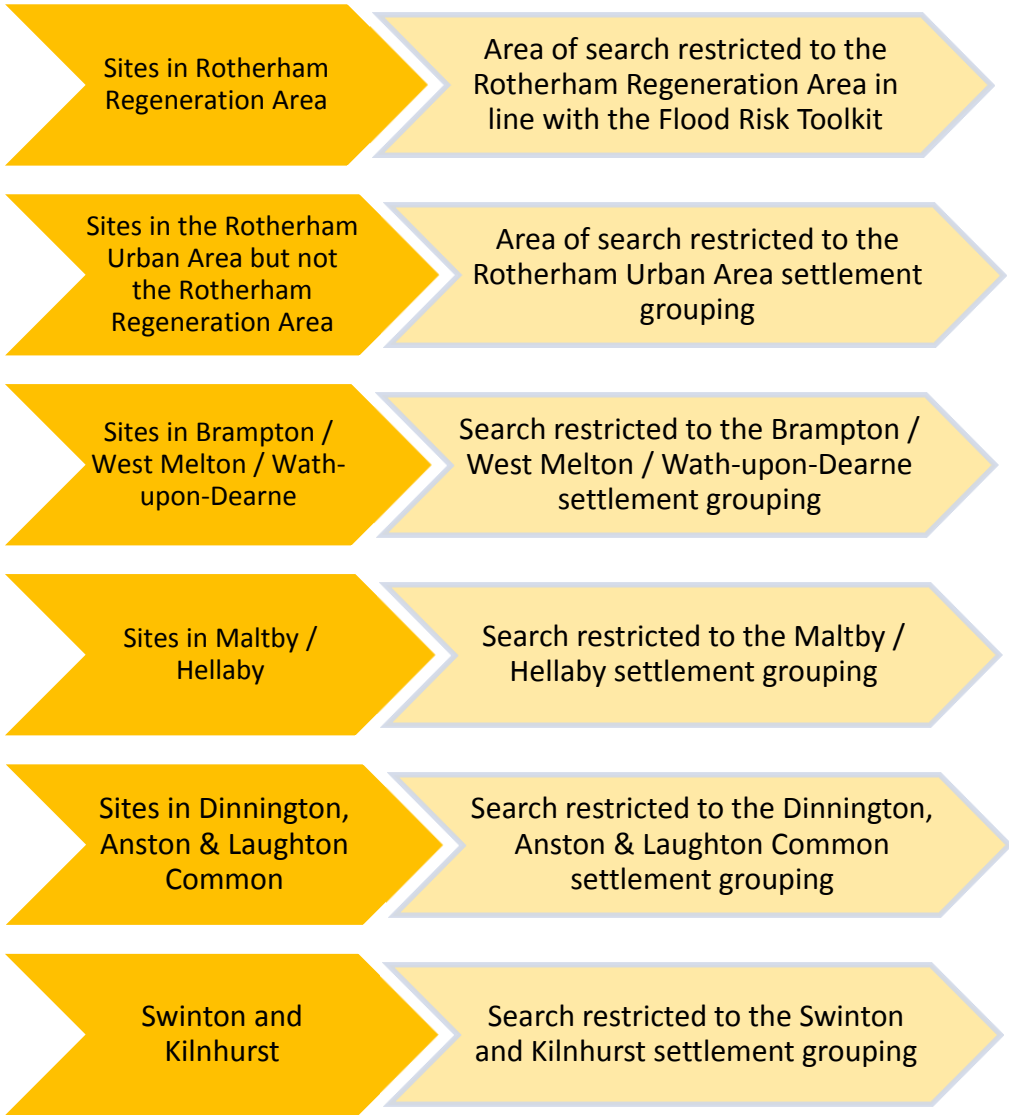 Sites in Rotherham
Regeneration Area
Area of search restricted to the
Rotherham Regeneration Area in
line with the Flood Risk Toolkit
Sites in the Rotherham
Urban Area but not
the Rotherham
Regeneration Area
Area of search restricted to the
Rotherham Urban Area settlement
grouping
Sites in Brampton /
West Melton / Wath-
upon-Dearne
Search restricted to the Brampton /
West Melton / Wath-upon-Dearne
settlement grouping
Sites in Maltby /
Hellaby
Search restricted to the Maltby /
Hellaby settlement grouping
Sites in Dinnington,
Anston & Laughton
Common
Search restricted to the Dinnington,
Anston & Laughton Common
settlement grouping
Swinton and
Kilnhurst
Search restricted to the Swinton
and Kilnhurst settlement grouping